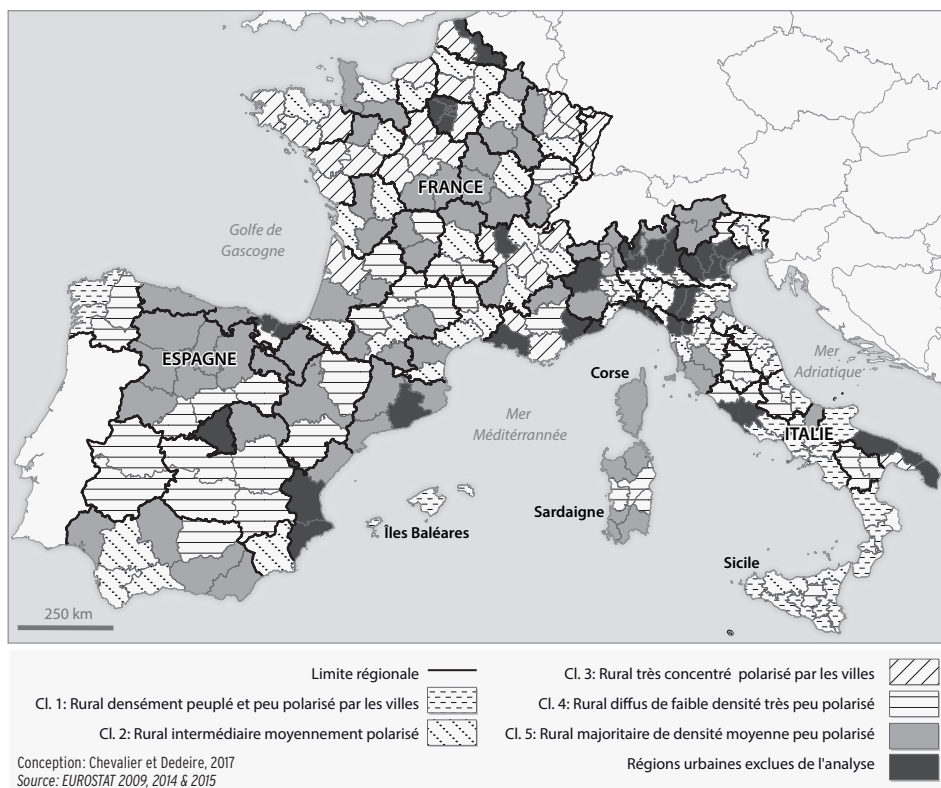 FRANCE
Golfe de
Gascogne
ESPAGNE
Corse
Mer
Adriatique
Mer
Méditérrannée
ITALIE
Sardaigne
Îles Baléares
Sicile
250 km
Limite régionale
Cl. 1: Rural densément peuplé et peu polarisé par les villes
Cl. 2: Rural intermédiaire moyennement polarisé
Cl. 3: Rural très concentré polarisé par les villes
Cl. 4: Rural diffus de faible densité très peu polarisé
Cl. 5: Rural majoritaire de densité moyenne peu polarisé
Régions urbaines exclues de l'analyse
Conception: Chevalier et Dedeire, 2017
Source: EUROSTAT 2009, 2014 & 2015